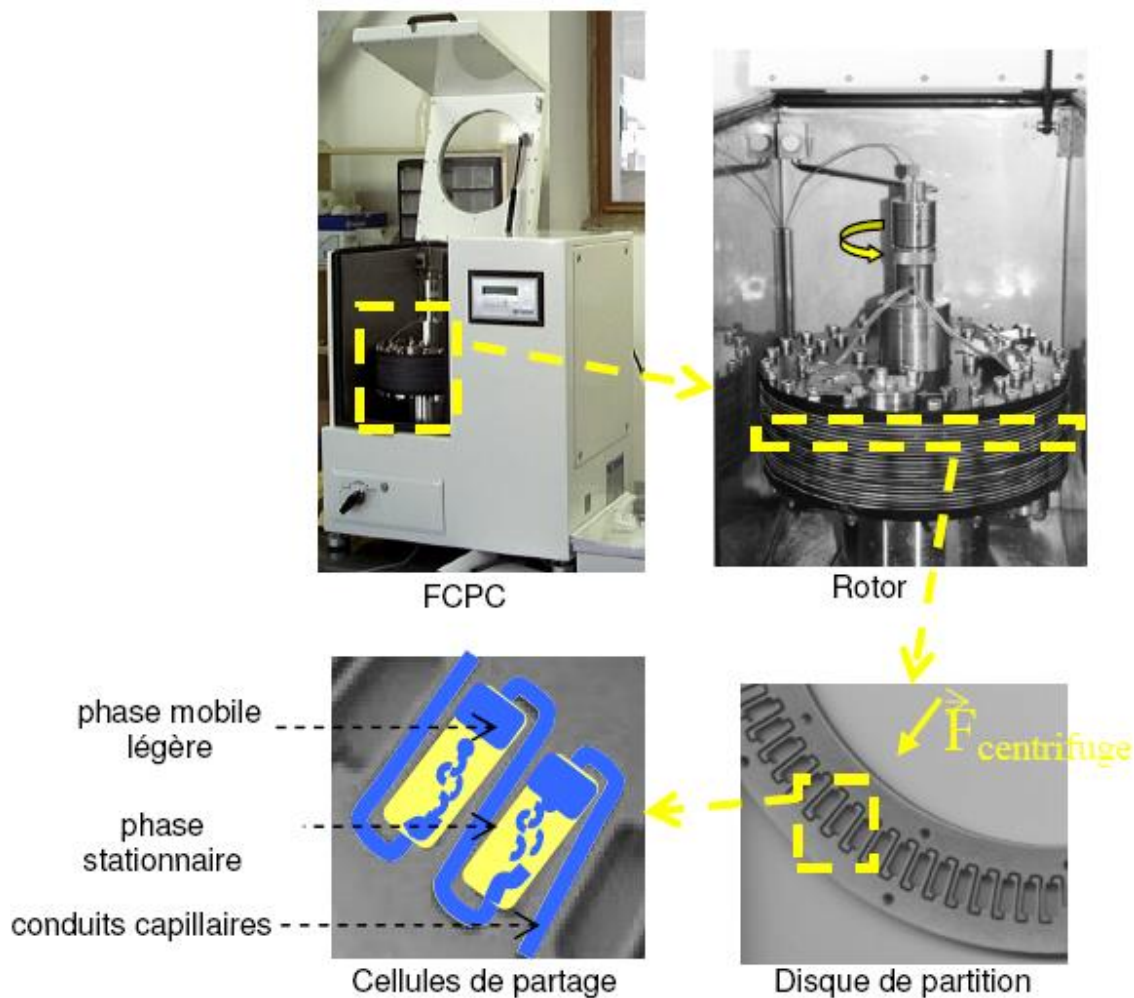 FCPC
Rotor
phase mobile
légère
phase
stationnaire
conduits capillaires
F centrifuge
Cellules de partage
Disque de partition